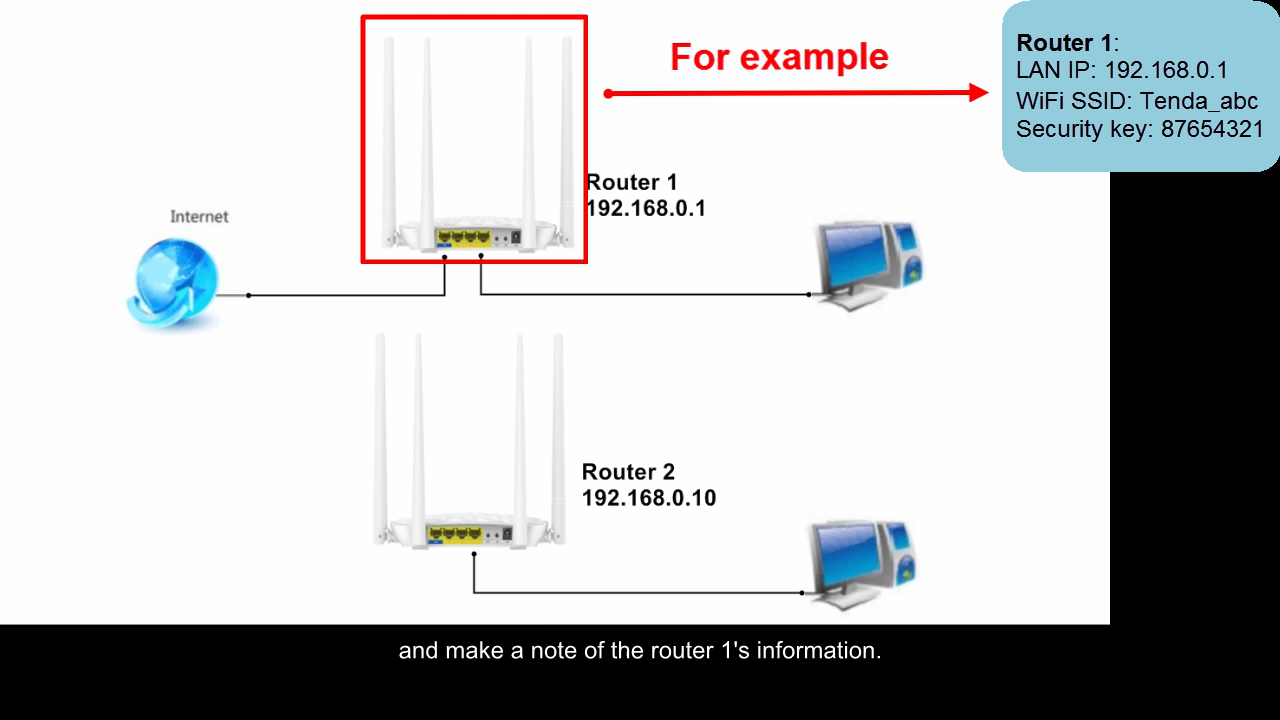 For example
Router 1:
LAN IP: 192.168.0.1
WiFi SSID: Tenda_abc
Security key: 87654321
Router 1
192.168.0.1
Internet
Router 2
192.168.0.10
and make a note of the router 1's information.